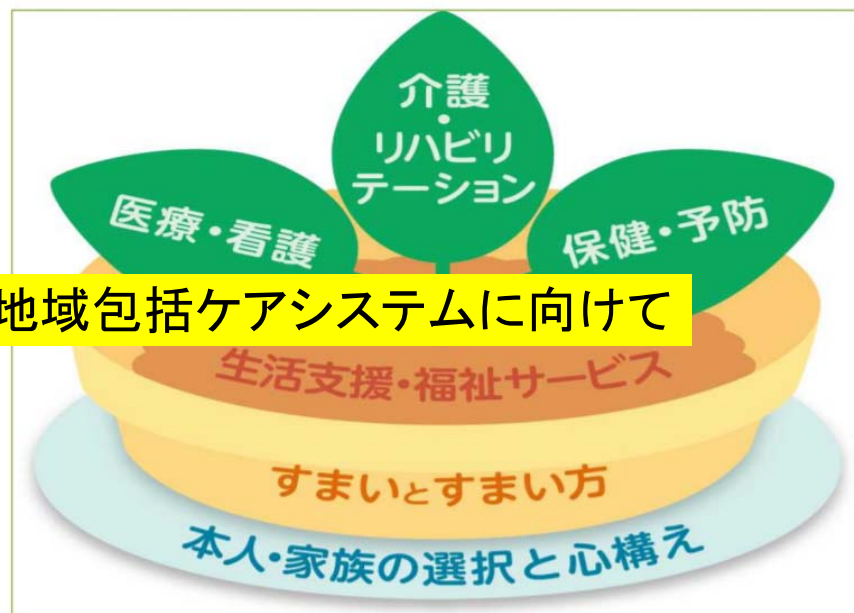 介護
・
リハビリ
テーション
医療・看護
保健・予防
地域包括ケアシステムに向けて
生活支援・福祉サービス
すまいとすまい方
本人・家族の選択と心構え